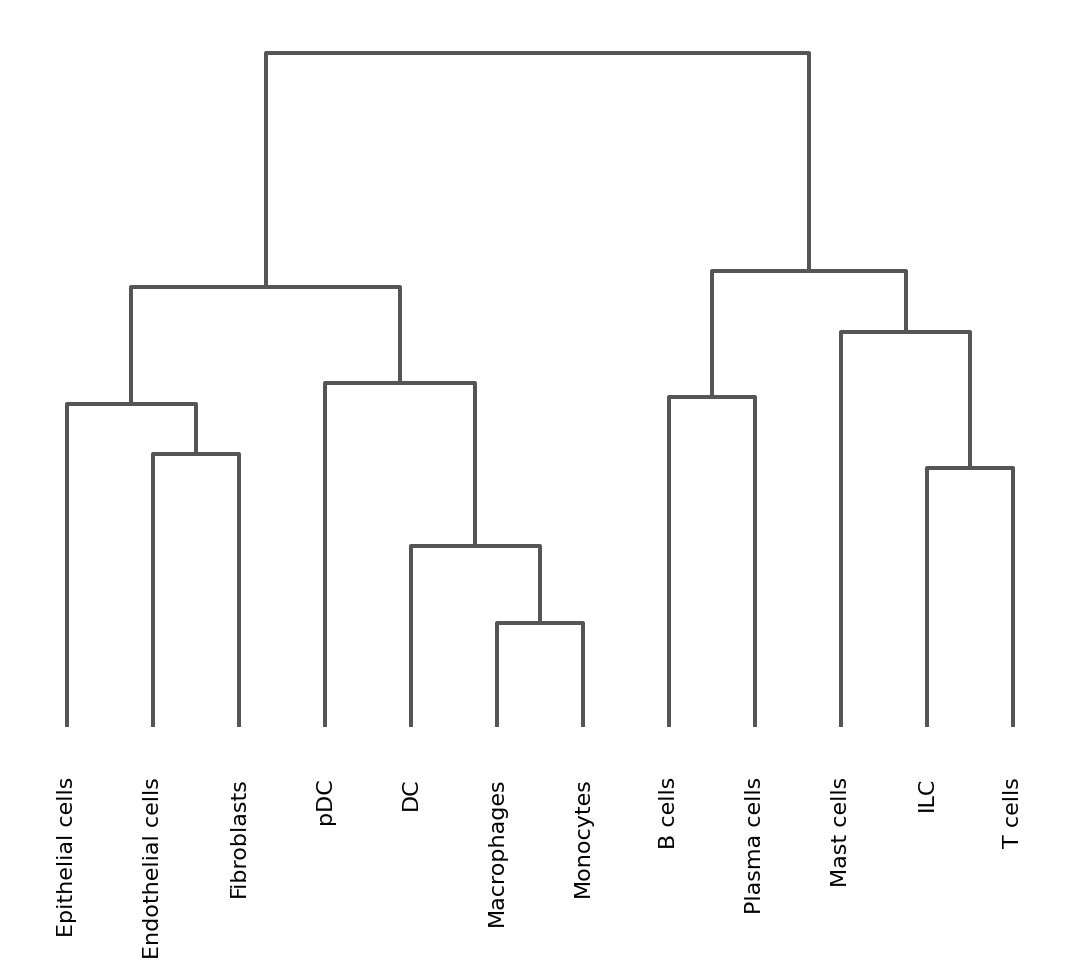 Epithelial cells
Endothelial cells
Fibroblasts
pDC
DC
Macrophages
Monocytes
B cells
Plasma cells
Mast cells
ILC
T cells